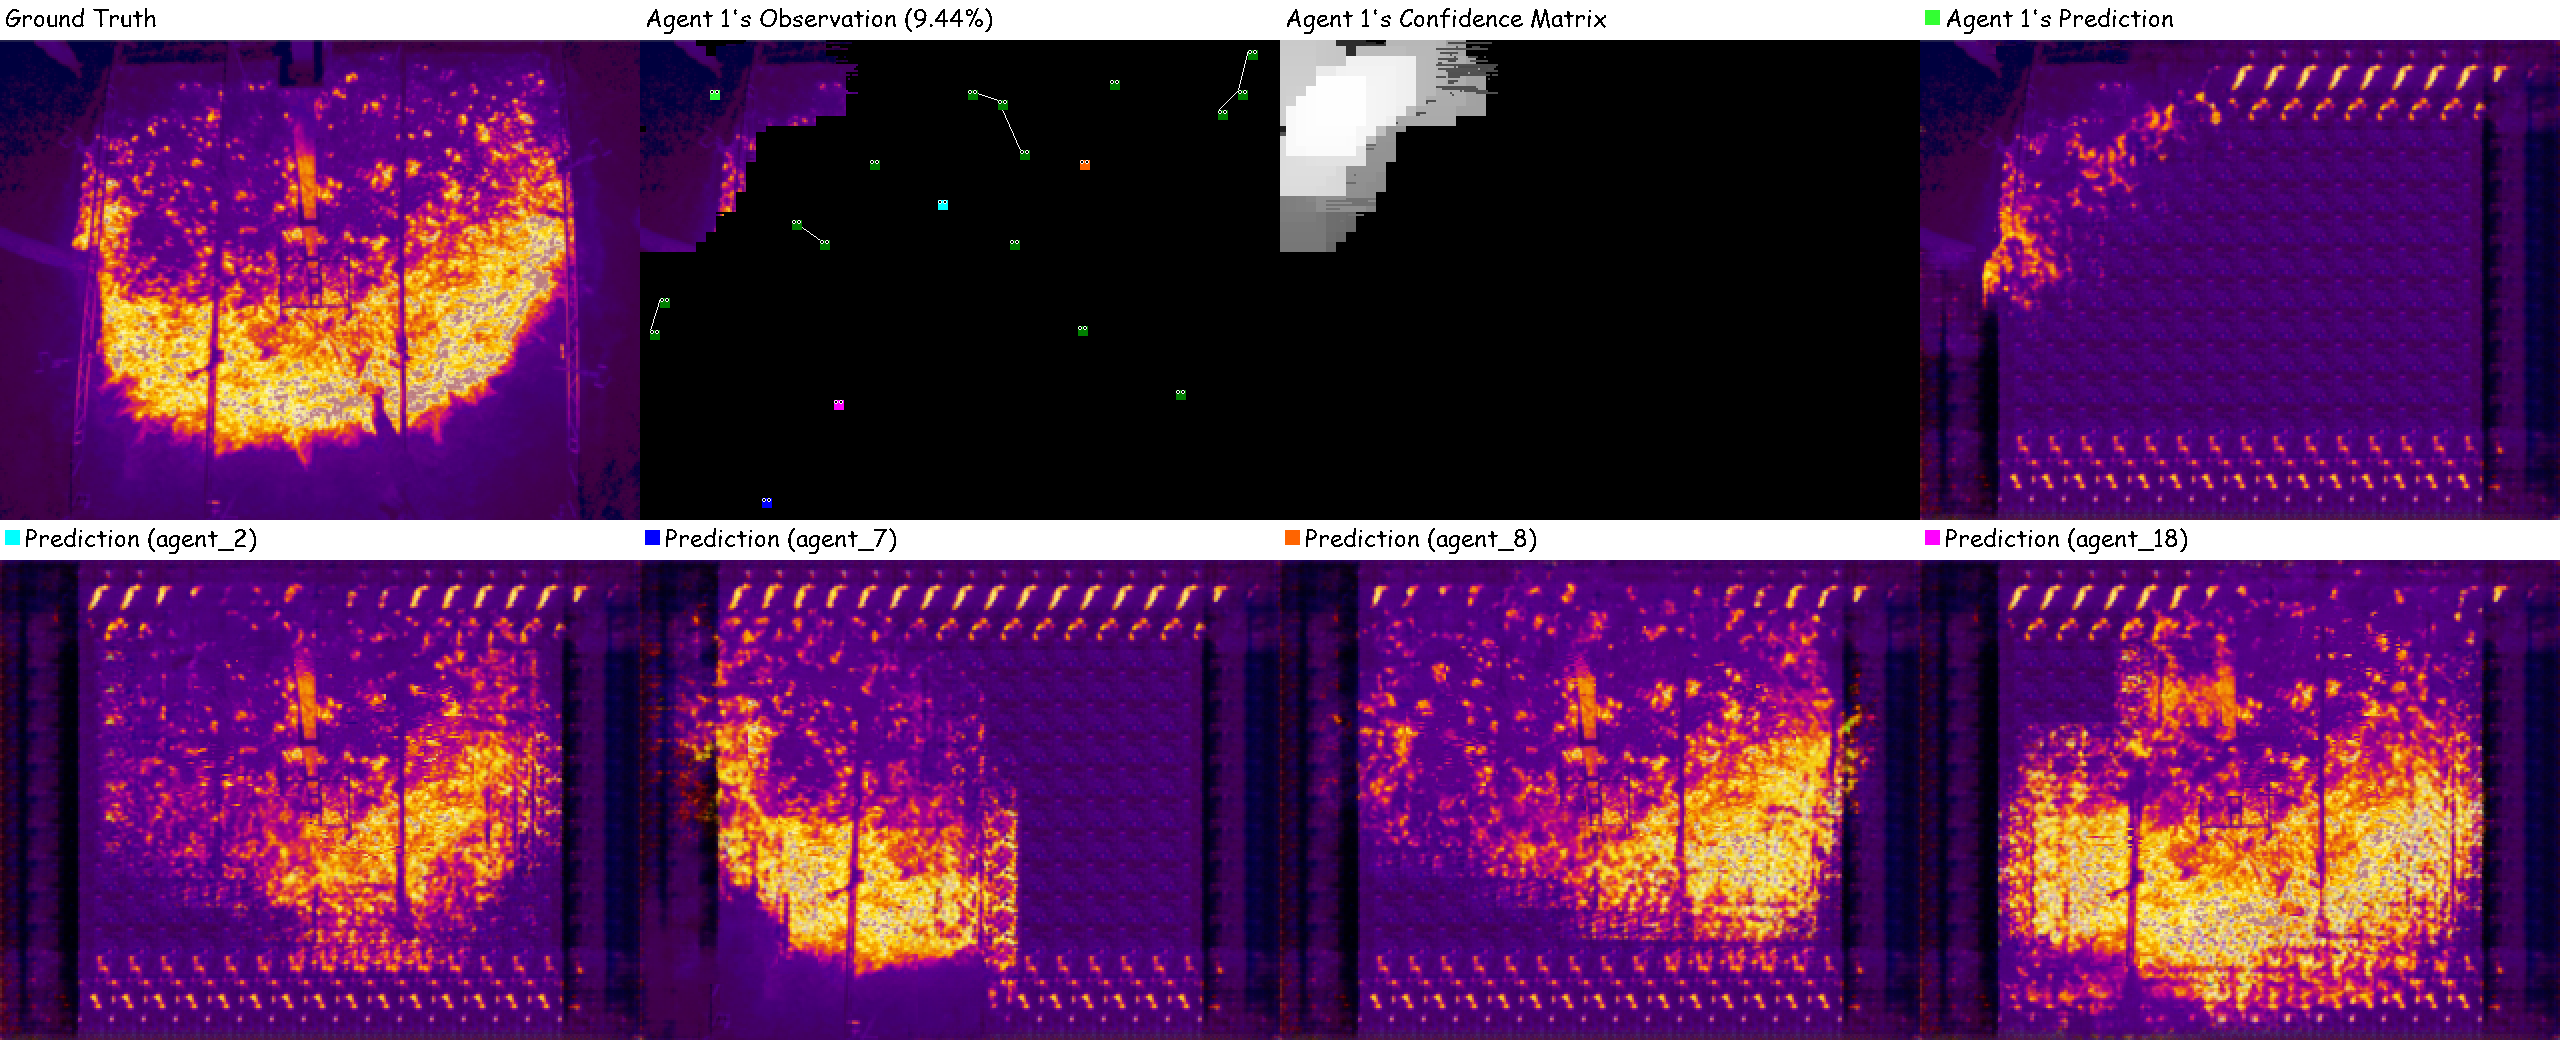 Ground Truth
Agent 1's Observation (9.44%)
Agent 1's Confidence Matrix
Agent 1's Prediction
Prediction (agent_2)
Prediction (agent_7)
Prediction (agent_8)
Prediction (agent_18)